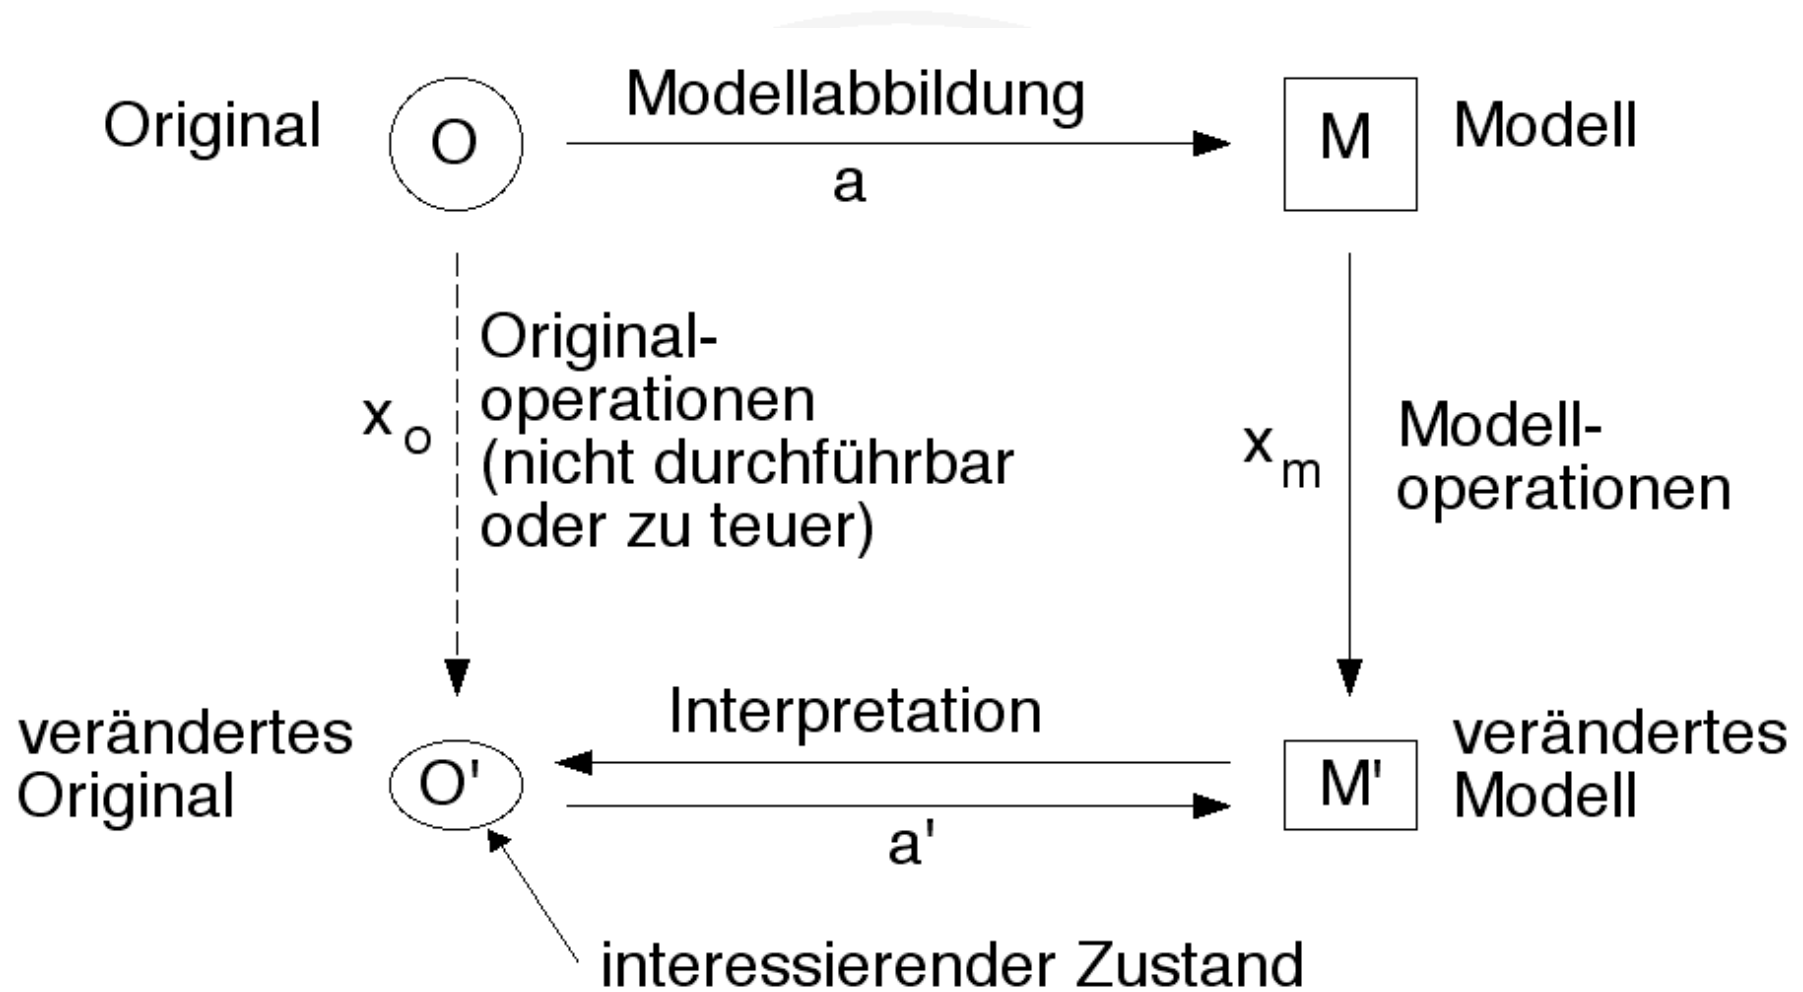 Original
O
Modellabbildung
a
M
Modell
x o
Original-
operationen
(nicht durchführbar
oder zu teuer)
x m
Modell-
operationen
verändertes
Original
O'
Interpretation
a'
M'
verändertes
Modell
interessierender Zustand